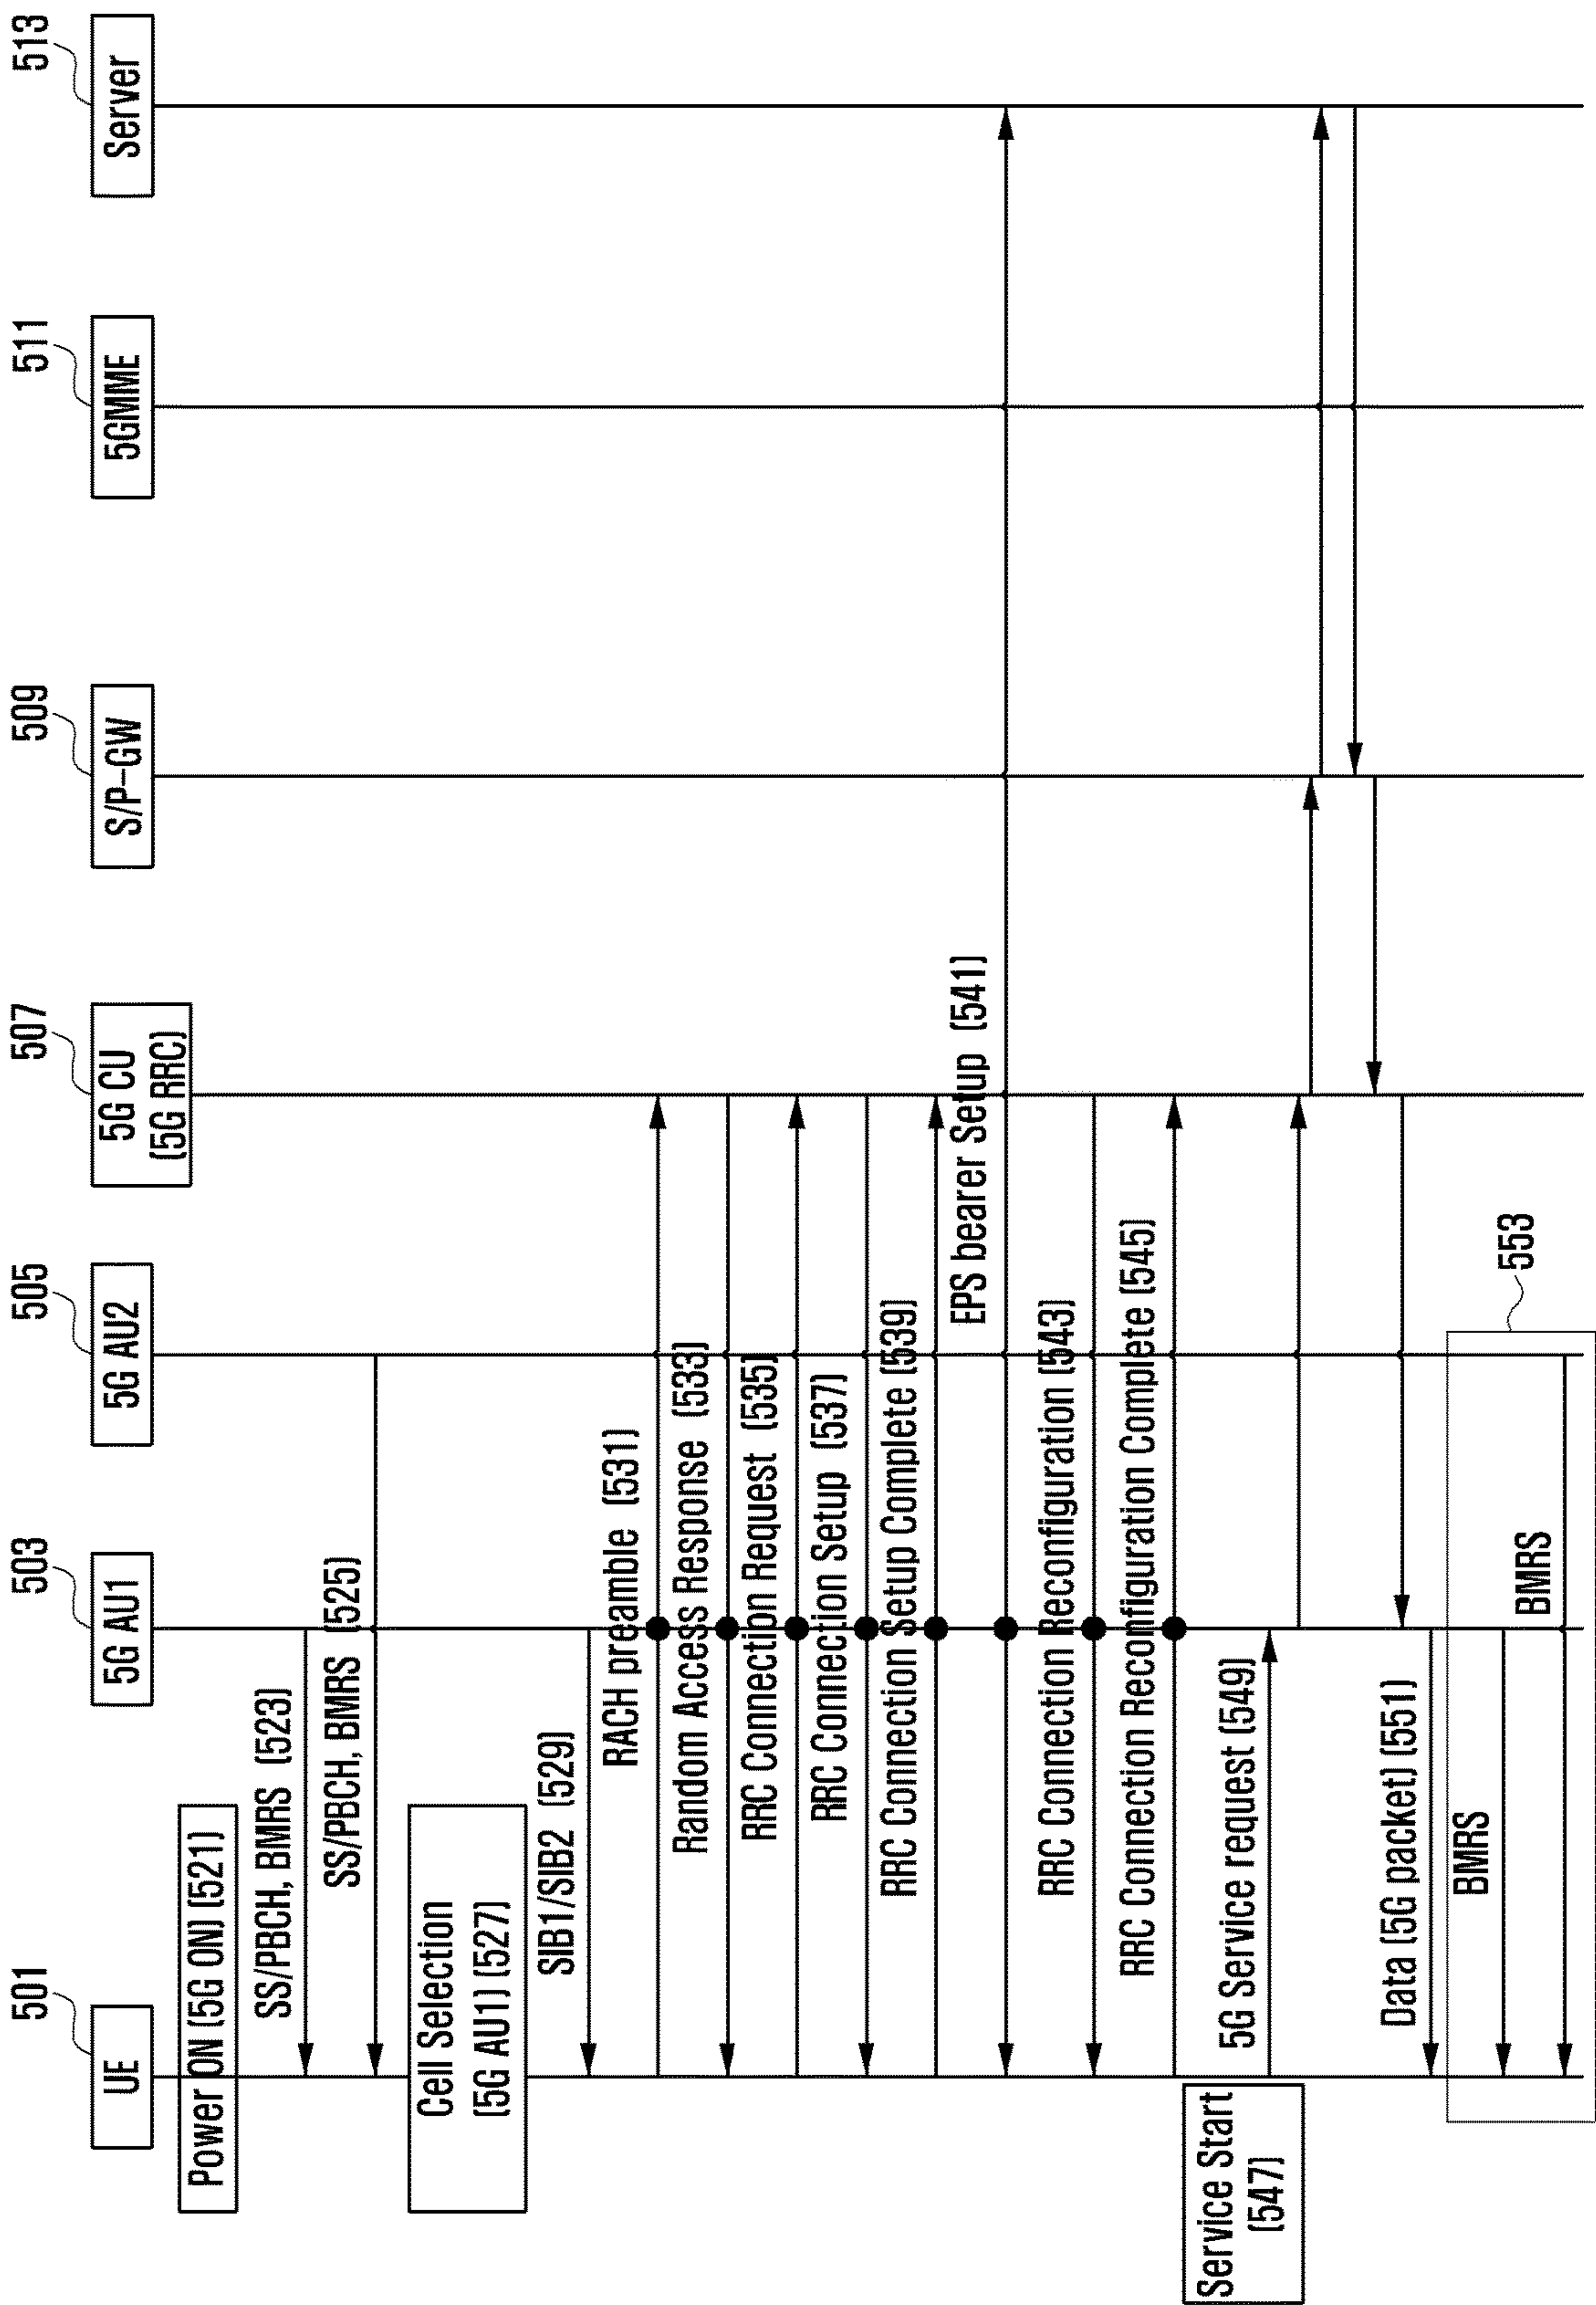 501
503
505
507
509
511
513
UE
5G AU1
5G AU2
5G CU
(5G RRC)
S/P-GW
5GMME
Server
Power ON (5G ON) (521)
SS/PBCH, BMRS (523)
SS/PBCH, BMRS (525)
Cell Selection
(5G AU1) (527)
SIB1/SIB2 (529)
RACH preamble (531)
Random Access Response (533)
RRC Connection Request (535)
RRC Connection Setup (537)
RRC Connection Setup Complete (539)
EPS bearer Setup (541)
RRC Connection Reconfiguration (543)
RRC Connection Reconfiguration Complete (545)
Service Start
(547)
5G Service request (549)
Data (5G packet) (551)
BMRS
BMRS
553